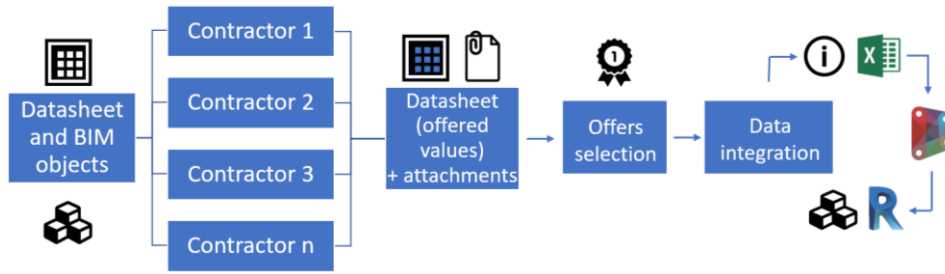 Datasheet
and BIM
objects
Contractor 1
Contractor 2
Contractor 3
Contractor n
Datasheet
(offered
values)
+ attachments
1
Offers
selection
Data
integration
i
X
R